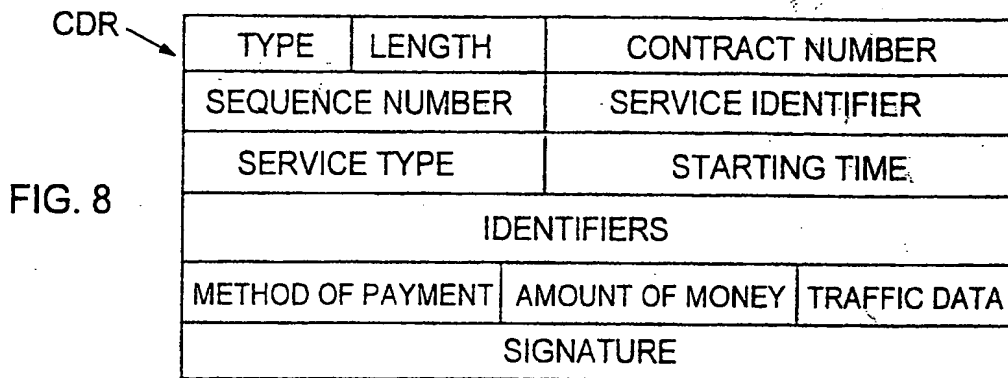 CDR
TYPE LENGTH CONTRACT NUMBER
SEQUENCE NUMBER SERVICE IDENTIFIER
SERVICE TYPE STARTING TIME
FIG. 8
IDENTIFIERS
METHOD OF PAYMENT AMOUNT OF MONEY TRAFFIC DATA
SIGNATURE